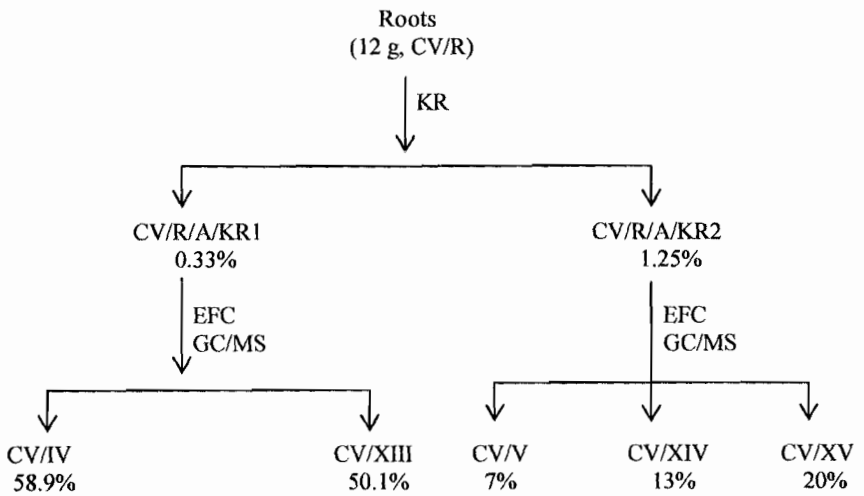 Roots
(12 g, CV/R)
KR
CV/R/A/KR1
0.33%
CV/R/A/KR2
1.25%
EFC
GC/MS
EFC
GC/MS
CV/IV
58.9%
CV/XIII
50.1%
CV/V
7%
CV/XIV
13%
CV/XV
20%